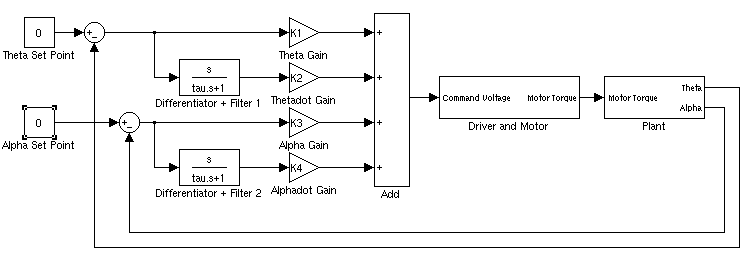 0
+
-
Theta Set Point
K1
Theta Gain
s
tau.s+1
Differentiator + Filter 1
K2
Thetadot Gain
0
+
-
Alpha Set Point
K3
Alpha Gain
s
tau.s+1
Differentiator + Filter 2
K4
Alphadot Gain
+
+
+
+
Add
Command Voltage Motor Torque
Driver and Motor
Motor Torque
Theta
Alpha
Plant